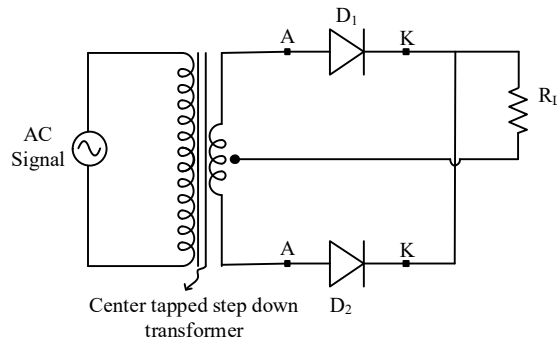 D1
A
K
RL
AC
Signal
A
K
D2
Center tapped step down
transformer